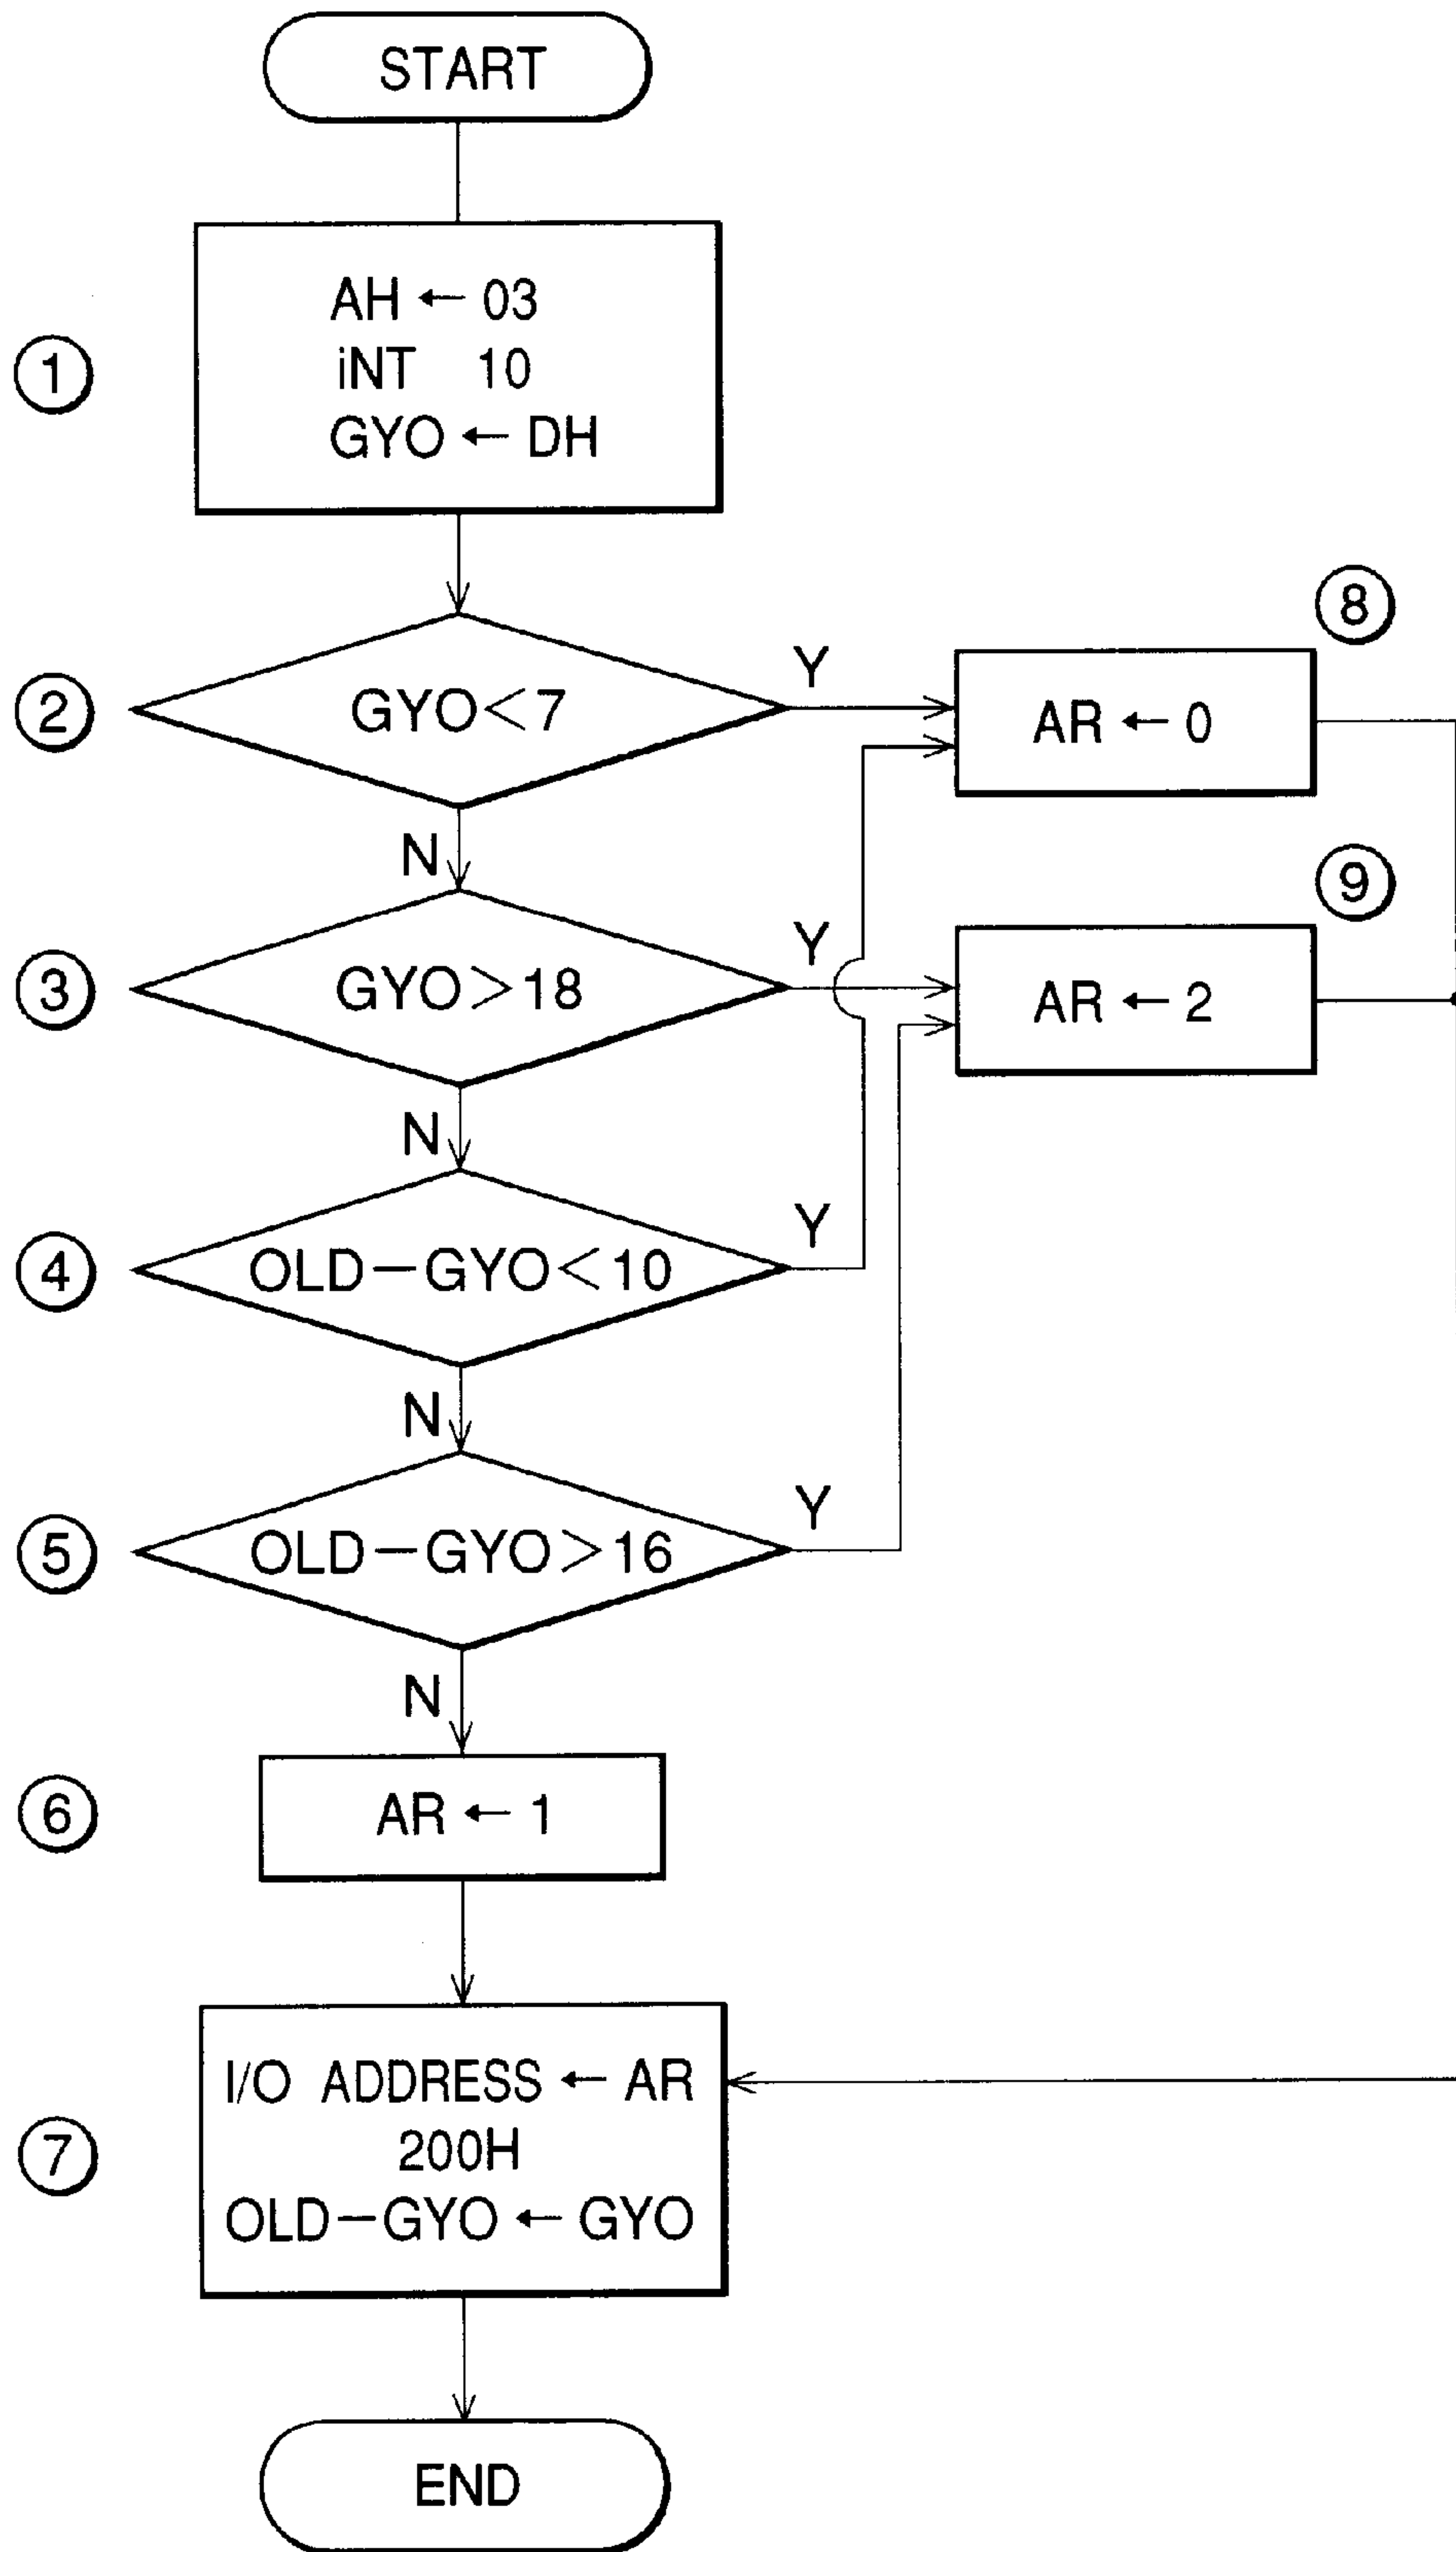 START
①
AH ← 03
iNT 10
GYO ← DH
②
GYO<7
Y
⑧
AR ← 0
N
③
GYO>18
Y
⑨
AR ← 2
N
④
OLD－GYO<10
Y
N
⑤
OLD－GYO>16
Y
N
⑥
AR ← 1
⑦
I/O ADDRESS ← AR
200H
OLD－GYO ← GYO
END